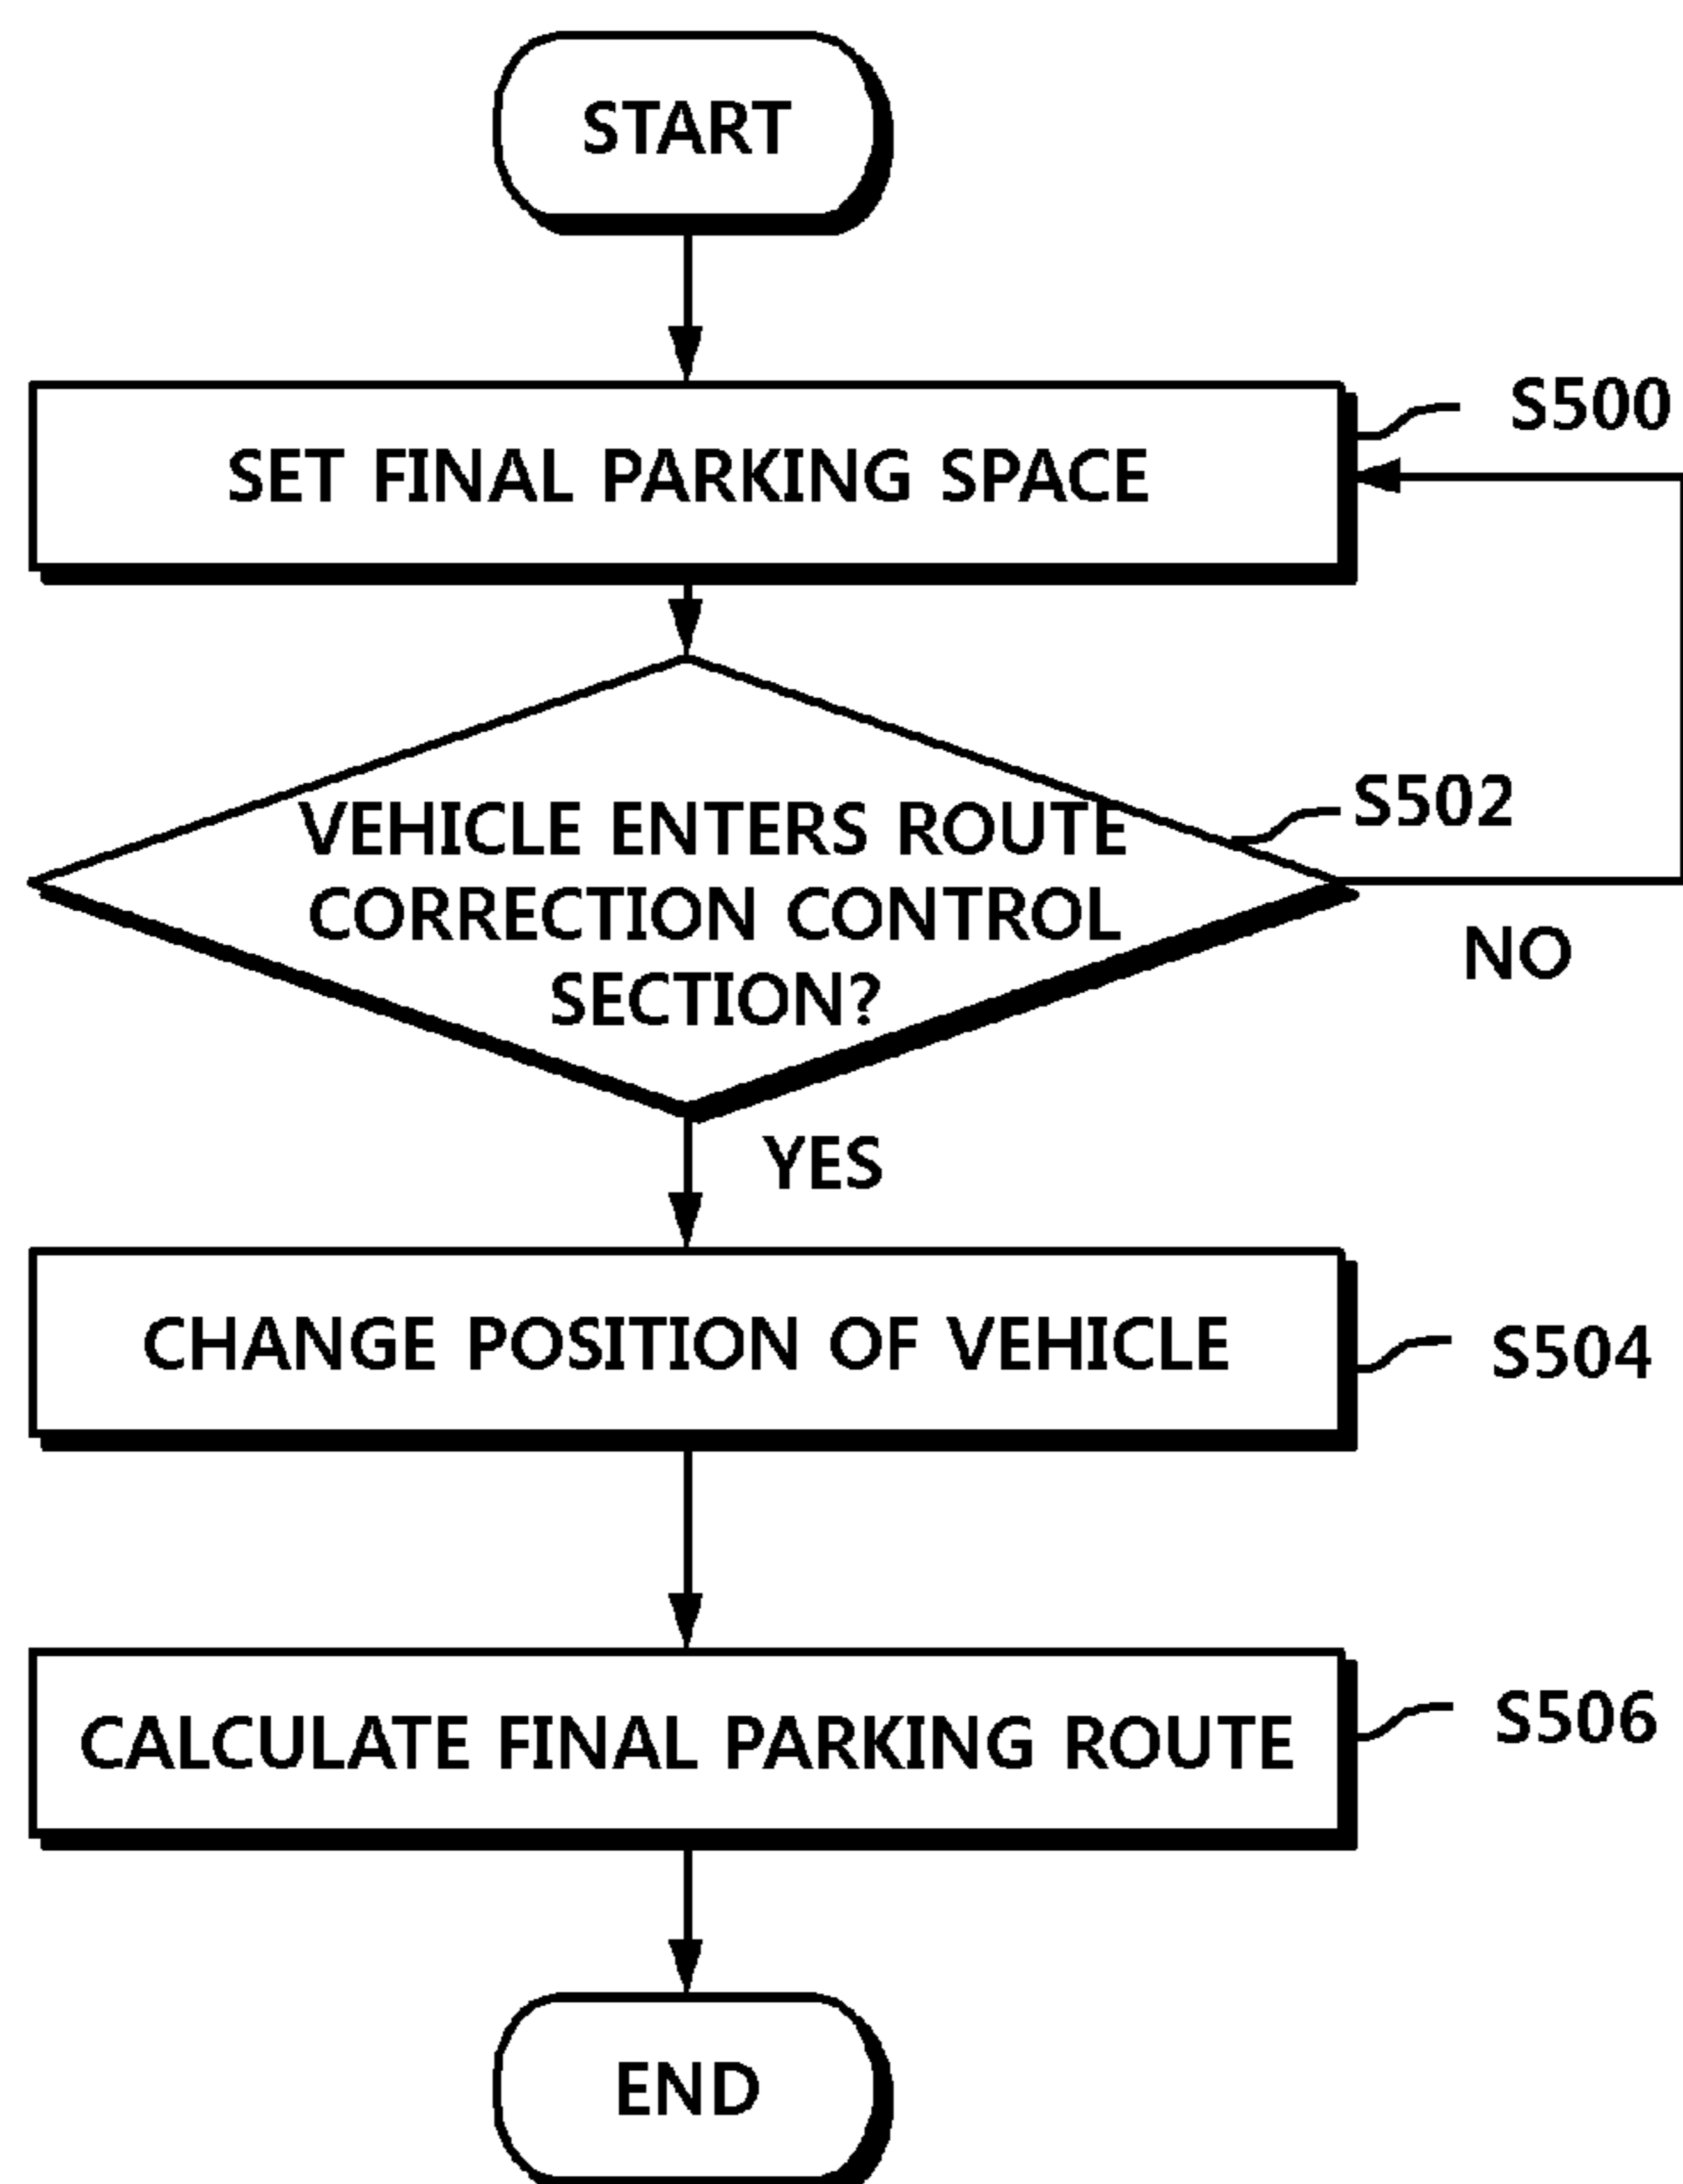 START
SET FINAL PARKING SPACE
S500
VEHICLE ENTERS ROUTE
CORRECTION CONTROL
SECTION?
S502
NO
YES
CHANGE POSITION OF VEHICLE
S504
CALCULATE FINAL PARKING ROUTE
S506
END